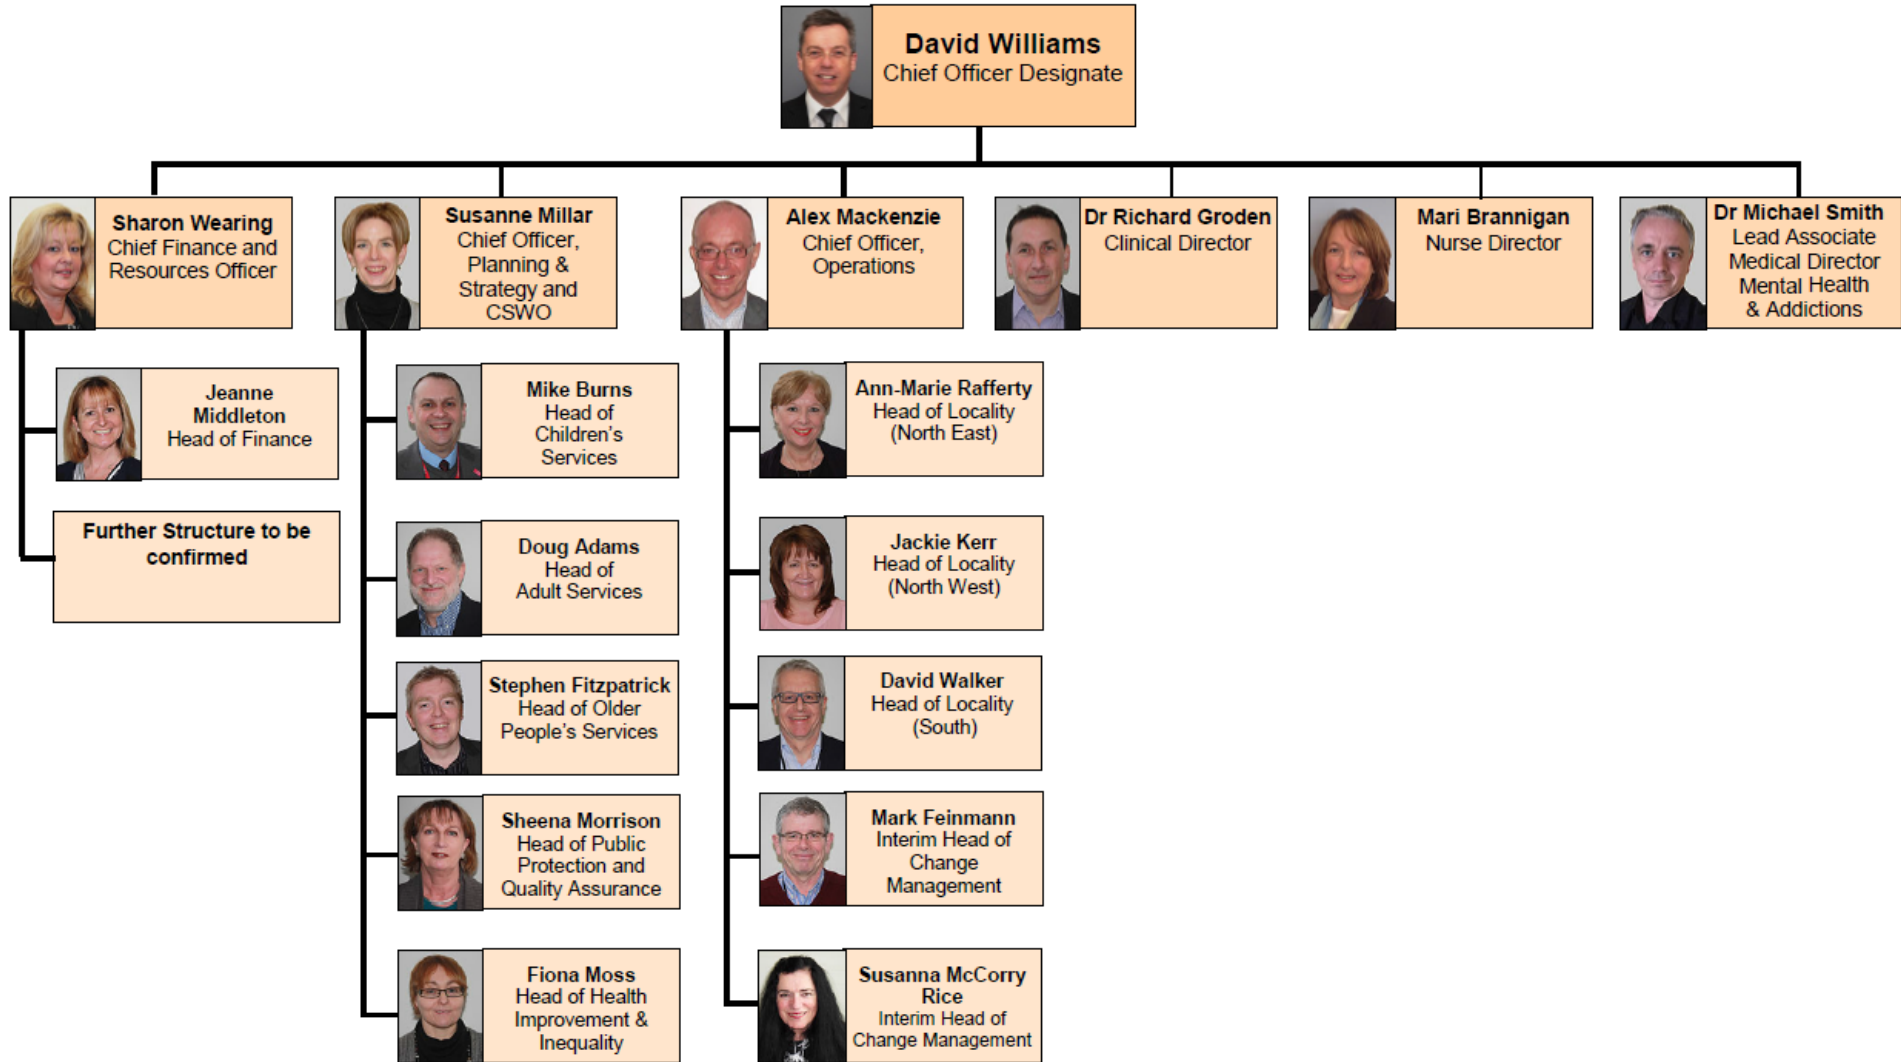 David Williams
Chief Officer Designate
Sharon Wearing
Chief Finance and
Resources Officer
Susanne Millar
Chief Officer,
Planning &
Strategy and
CSWO
Alex Mackenzie
Chief Officer,
Operations
Dr Richard Groden
Clinical Director
Mari Brannigan
Nurse Director
Dr Michael Smith
Lead Associate
Medical Director
Mental Health
& Addictions
Jeanne
Middleton
Head of Finance
Further Structure to be
confirmed
Mike Burns
Head of
Children's
Services
Doug Adams
Head of
Adult Services
Stephen Fitzpatrick
Head of Older
People's Services
Sheena Morrison
Head of Public
Protection and
Quality Assurance
Fiona Moss
Head of Health
Improvement &
Inequality
Ann-Marie Rafferty
Head of Locality
(North East)
Jackie Kerr
Head of Locality
(North West)
David Walker
Head of Locality
(South)
Mark Feinmann
Interim Head of
Change
Management
Susanna McCorry
Rice
Interim Head of
Change Management